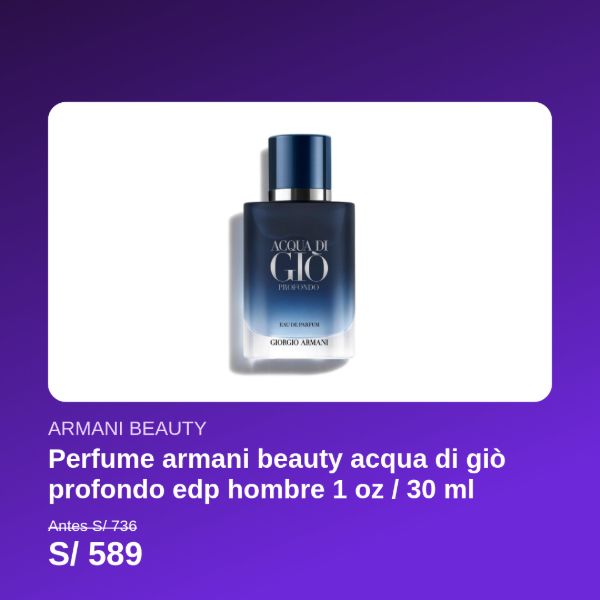 ACQUA DI
GIÒ
PROFONDO
EAU DE PARFUM
GIORGIO ARMANI
ARMANI BEAUTY
Perfume armani beauty acqua di giò
profondo edp hombre 1 oz / 30 ml
Antes S/ 736
S/ 589